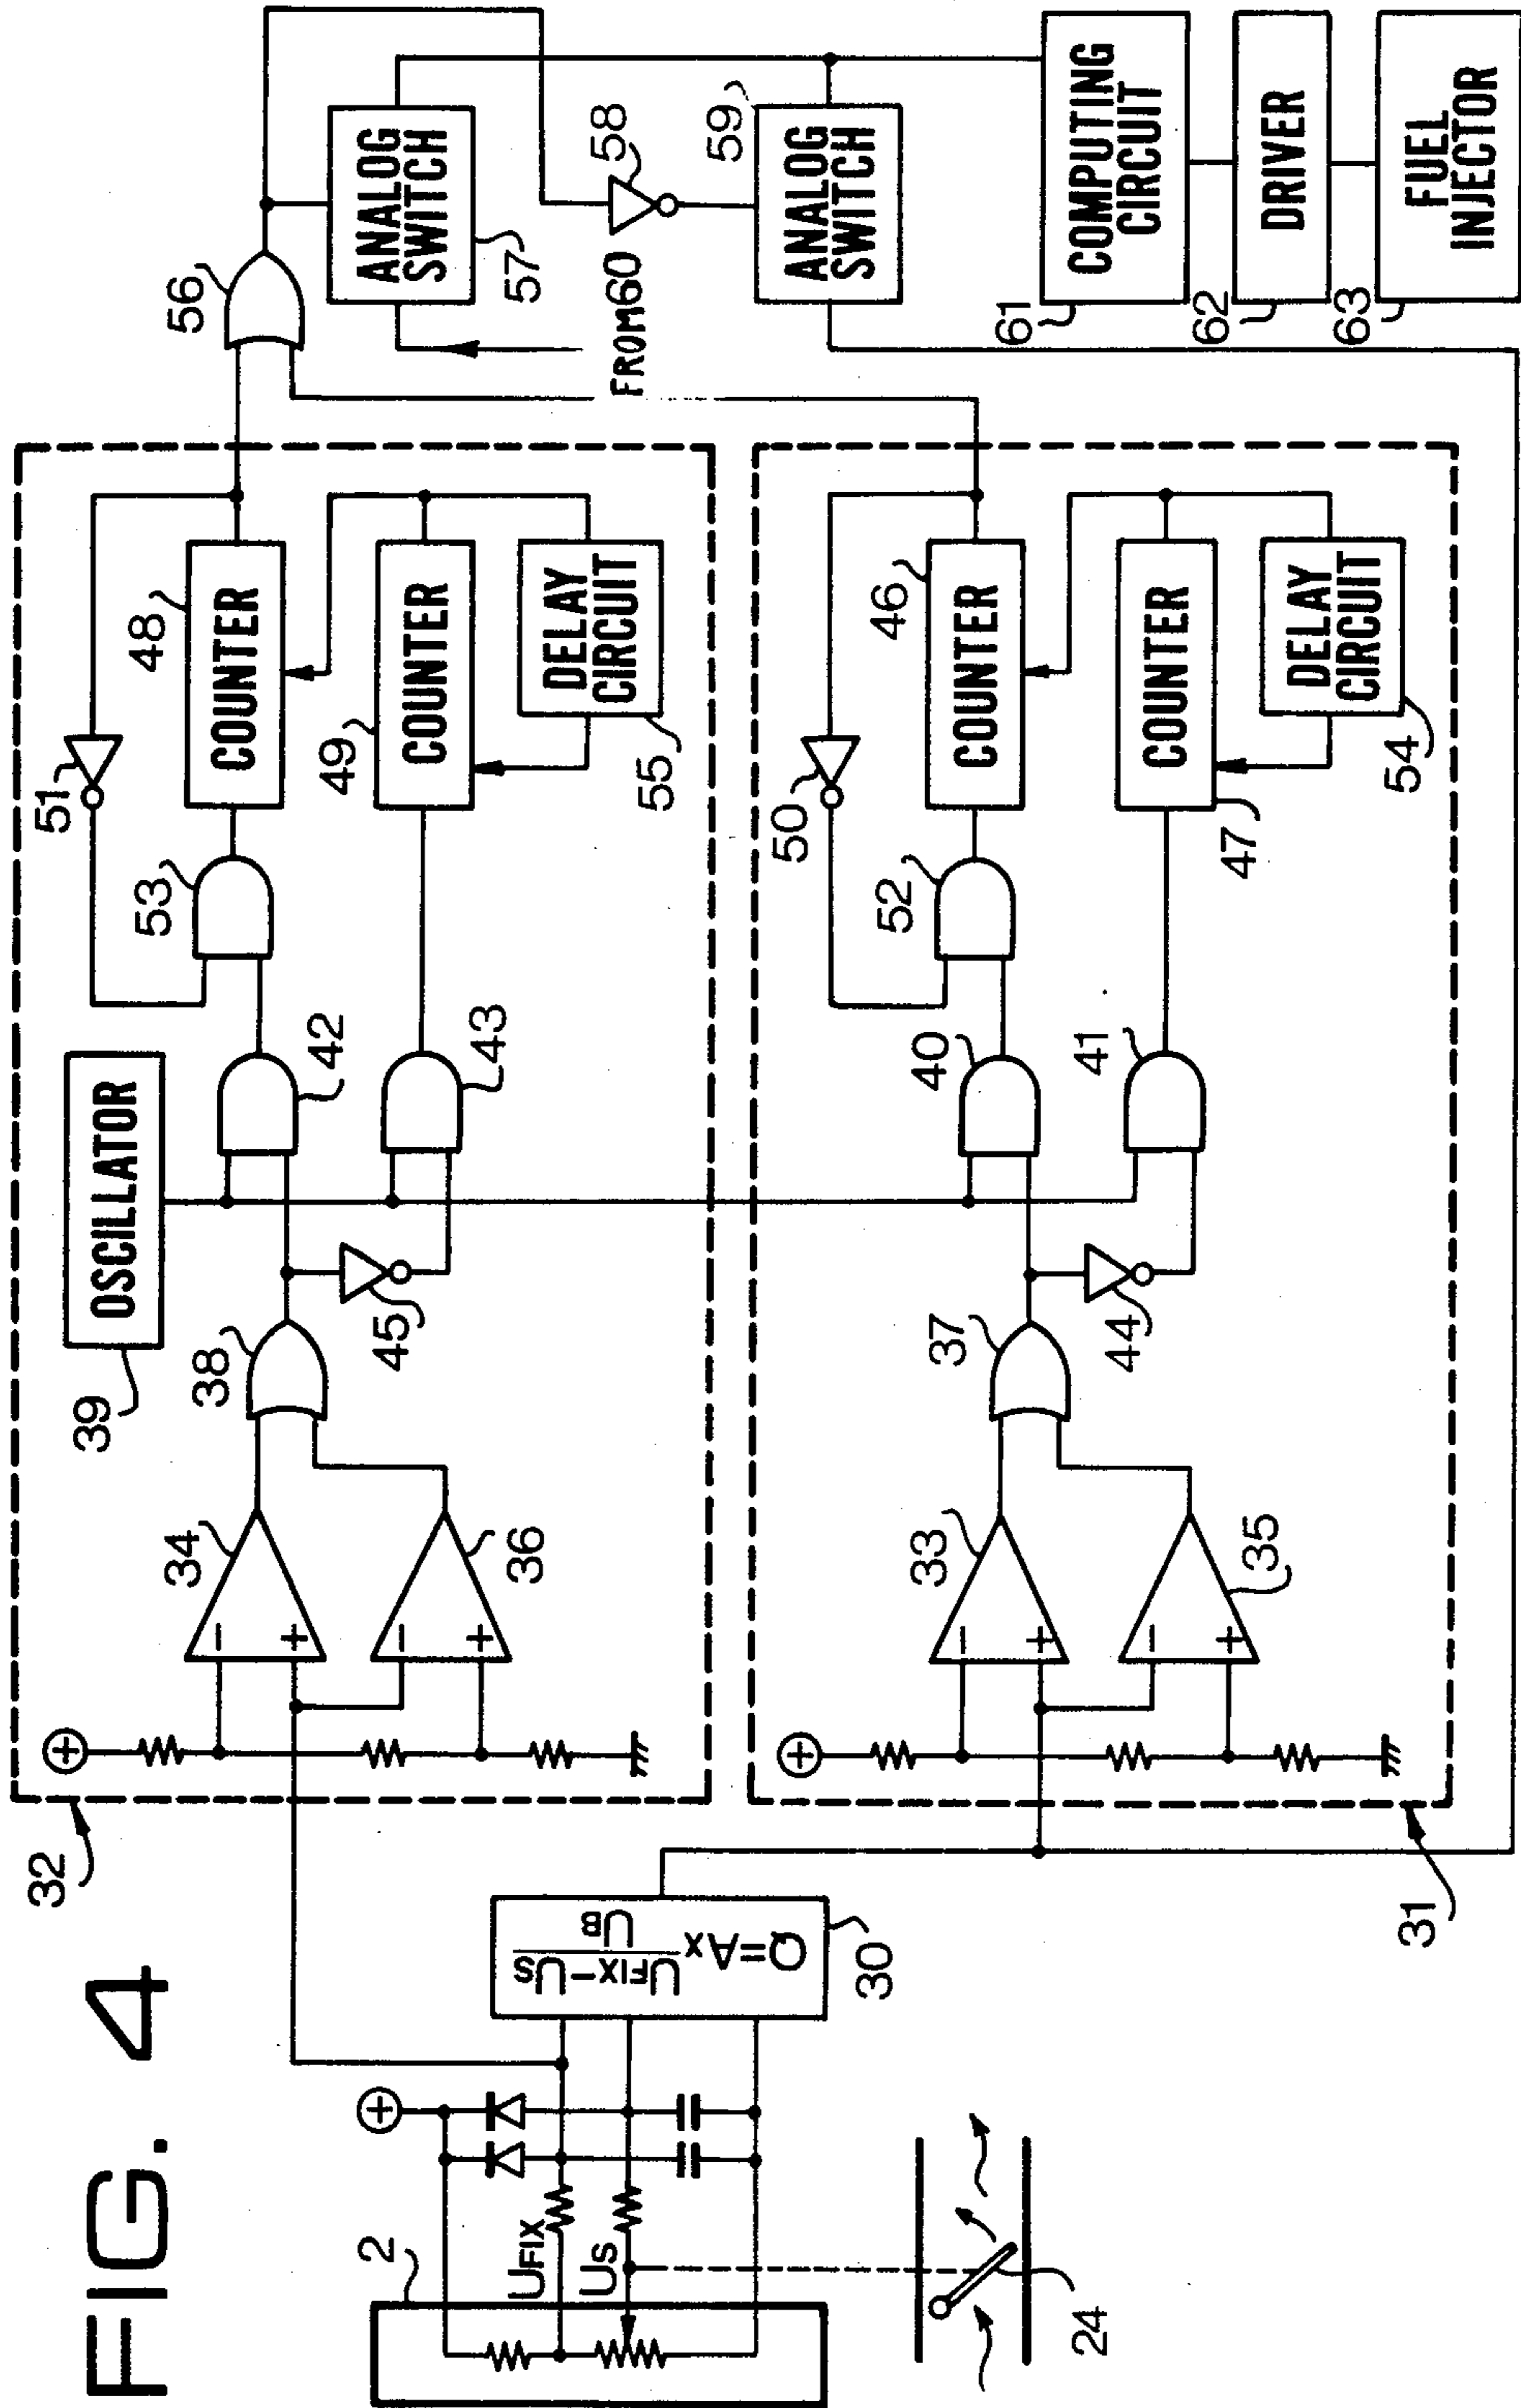 FIG. 4
32
39
OSCILLATOR
34
−
+
36
−
+
38
45
42
43
53
51
48
COUNTER
49
COUNTER
DELAY
CIRCUIT
55
56
ANALOG
SWITCH
57
58
FROM 60
59
ANALOG
SWITCH
61
COMPUTING
CIRCUIT
62
DRIVER
63
FUEL
INJECTOR
2
UFIX
US
+
+
+
Q=Ax UFIX-US
UB
30
24
31
33
−
+
35
−
+
37
44
40
41
52
50
46
COUNTER
COUNTER
47
DELAY
CIRCUIT
54